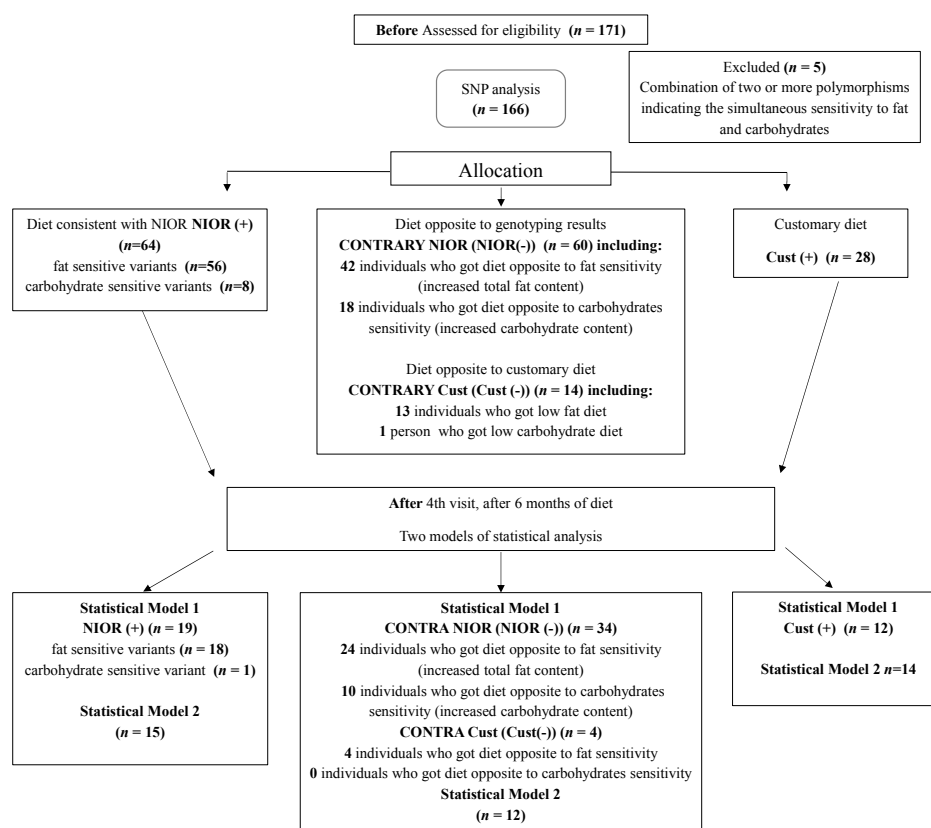 Before Assessed for eligibility (n = 171)
Excluded (n = 5)
Combination of two or more polymorphisms
indicating the simultaneous sensitivity to fat
and carbohydrates
SNP analysis
(n = 166)
Allocation
Diet consistent with NIOR NIOR (+)
(n=64)
fat sensitive variants (n=56)
carbohydrate sensitive variants (n=8)
Diet opposite to genotyping results
CONTRARY NIOR (NIOR(-)) (n = 60) including:
42 individuals who got diet opposite to fat sensitivity
(increased total fat content)
18 individuals who got diet opposite to carbohydrates
sensitivity (increased carbohydrate content)
Diet opposite to customary diet
CONTRARY Cust (Cust (-)) (n = 14) including:
13 individuals who got low fat diet
1 person who got low carbohydrate diet
Customary diet
Cust (+) (n = 28)
After 4th visit, after 6 months of diet
Two models of statistical analysis
Statistical Model 1
NIOR (+) (n = 19)
fat sensitive variants (n = 18)
carbohydrate sensitive variant (n = 1)
Statistical Model 2
(n = 15)
Statistical Model 1
CONTRA NIOR (NIOR (-)) (n = 34)
24 individuals who got diet opposite to fat sensitivity
(increased total fat content)
10 individuals who got diet opposite to carbohydrates
sensitivity (increased carbohydrate content)
CONTRA Cust (Cust(-)) (n = 4)
4 individuals who got diet opposite to fat sensitivity
0 individuals who got diet opposite to carbohydrates sensitivity
Statistical Model 2
(n = 12)
Statistical Model 1
Cust (+) (n = 12)
Statistical Model 2 n=14